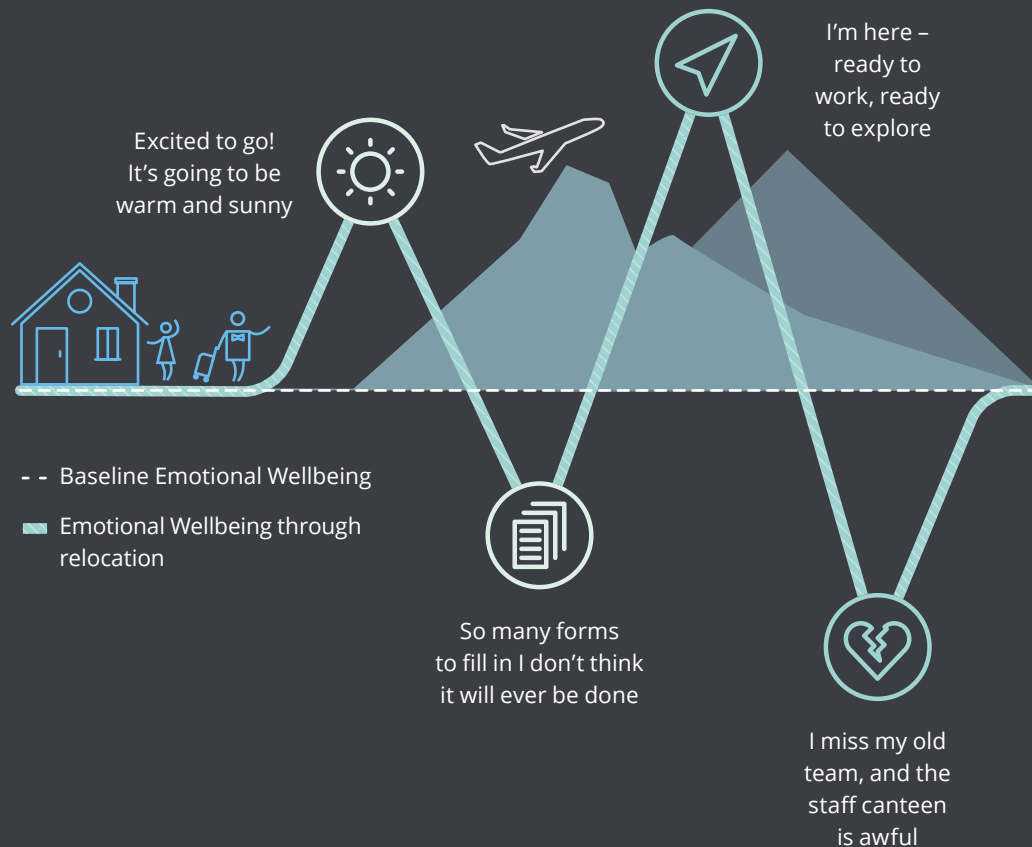 Excited to go!
It’s going to be
warm and sunny
I’m here –
ready to
work, ready
to explore
- - Baseline Emotional Wellbeing
Emotional Wellbeing through
relocation
So many forms
to fill in I don’t think
it will ever be done
I miss my old
team, and the
staff canteen
is awful